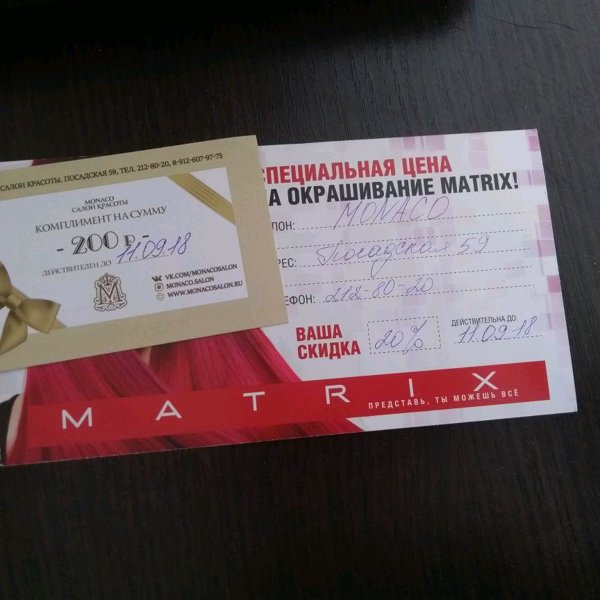 САЛОН КРАСОТЫ. ПОСАДСКАЯ 59, ТЕЛ. 212-80-20, 8-912-607-97-75
MONACO
САЛОН КРАСОТЫ
КОМПЛИМЕНТ НА СУММУ
- 200 р.-
ДЕЙСТВИТЕЛЕН ДО 11.09.18
VK.COM/MONACOSALON
MONACO.SALON
WWW.MONACOSALON.RU
M
СПЕЦИАЛЬНАЯ ЦЕНА
НА ОКРАШИВАНИЕ MATRIX!
ЛОН: MONACO
РЕС: Посадская 59
ЕФОН: 212-80-20
ВАША
СКИДКА
20%
ДЕЙСТВИТЕЛЬНА ДО:
11.09.18
MATRIX
ПРЕДСТАВЬ, ТЫ МОЖЕШЬ ВСЁ